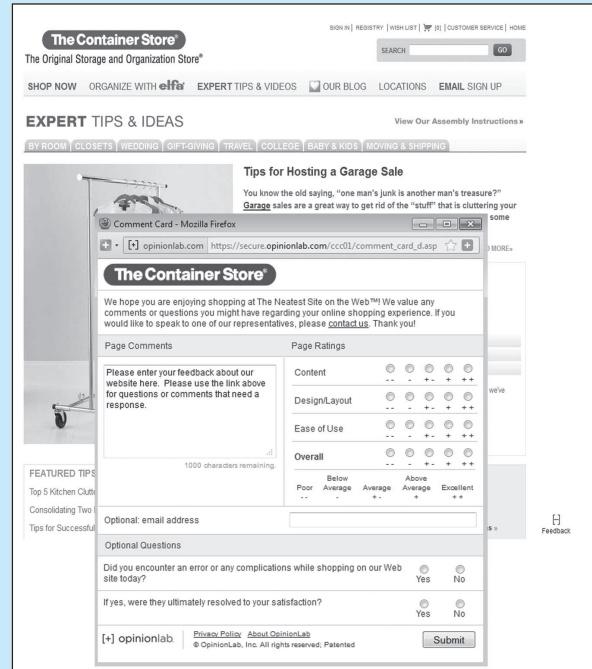 SIGN IN | REGISTRY | WISH LIST | (0) | CUSTOMER SERVICE | HOME
The Container Store®
The Original Storage and Organization Store®
SEARCH GO
SHOP NOW ORGANIZE WITH elfa® EXPERT TIPS & VIDEOS OUR BLOG LOCATIONS EMAIL SIGN UP
EXPERT TIPS & IDEAS
View Our Assembly Instructions »
BY ROOM CLOSETS WEDDING GIFT-GIVING TRAVEL COLLEGE BABY & KIDS MOVING & SHIPPING
Tips for Hosting a Garage Sale
You know the old saying, “one man's junk is another man's treasure?”
Garage sales are a great way to get rid of the “stuff” that is cluttering your
some
MORE»
we've
Comment Card - Mozilla Firefox
[+] opinionlab.com https://secure.opinionlab.com/ccc01/comment_card_d.asp
The Container Store®
We hope you are enjoying shopping at The Neatest Site on the Web™! We value any
comments or questions you might have regarding your online shopping experience. If you
would like to speak to one of our representatives, please contact us. Thank you!
Page Comments
Please enter your feedback about our
website here. Please use the link above
for questions or comments that need a
response.
1000 characters remaining.
Page Ratings
Content
-- - +- + ++
Design/Layout
-- - +- + ++
Ease of Use
-- - +- + ++
Overall
-- - +- + ++
Below Above
Poor Average Average Average Excellent
-- - +- + ++
Optional: email address
Optional Questions
Did you encounter an error or any complications while shopping on our Web
site today?
Yes No
If yes, were they ultimately resolved to your satisfaction?
Yes No
[+] opinionlab.
Privacy Policy About OpinionLab
© OpinionLab, Inc. All rights reserved; Patented
Submit
FEATURED TIPS
Top 5 Kitchen
Consolidating Two
Tips for Successful
[-]
Feedback